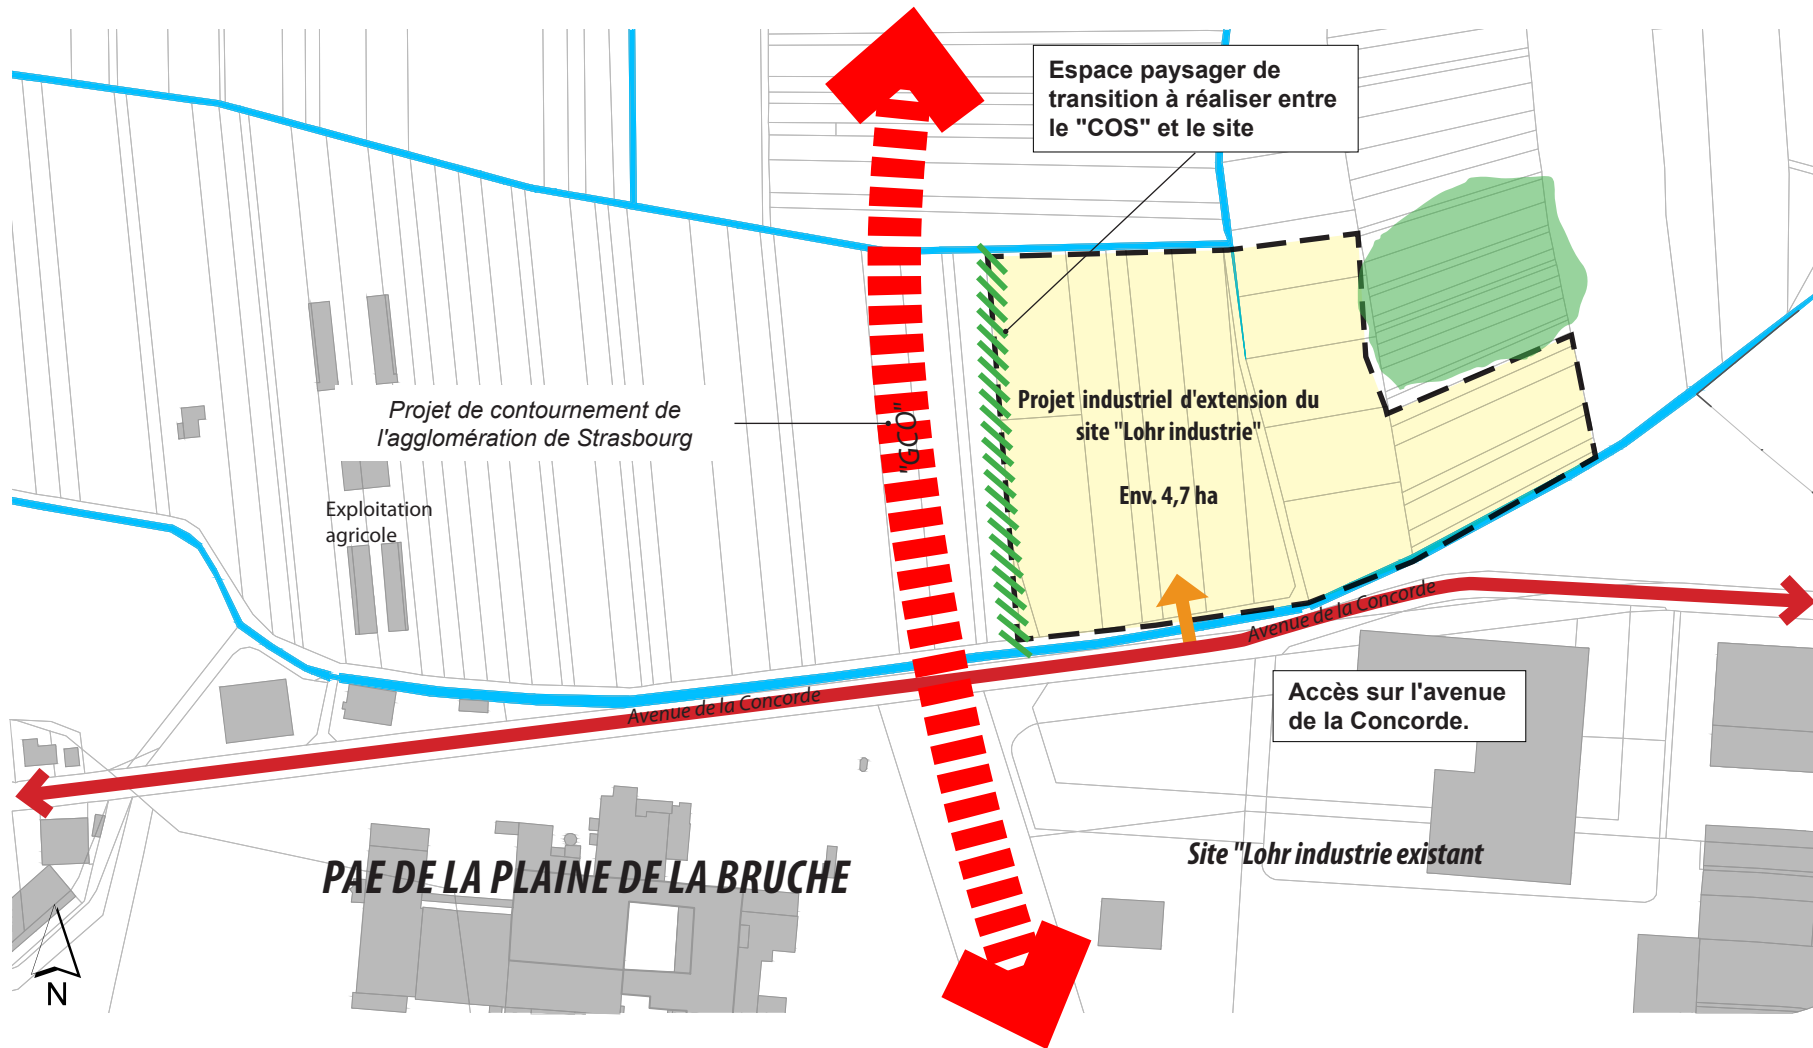 Espace paysager de
transition à réaliser entre
le "COS" et le site
Projet de contournement de
l'agglomération de Strasbourg
"GCO"
Projet industriel d'extension du
site "Lohr industrie"
Env. 4,7 ha
Exploitation
agricole
Avenue de la Concorde
Avenue de la Concorde
Accès sur l'avenue
de la Concorde.
PAE DE LA PLAINE DE LA BRUCHE
Site "Lohr industrie existant
N